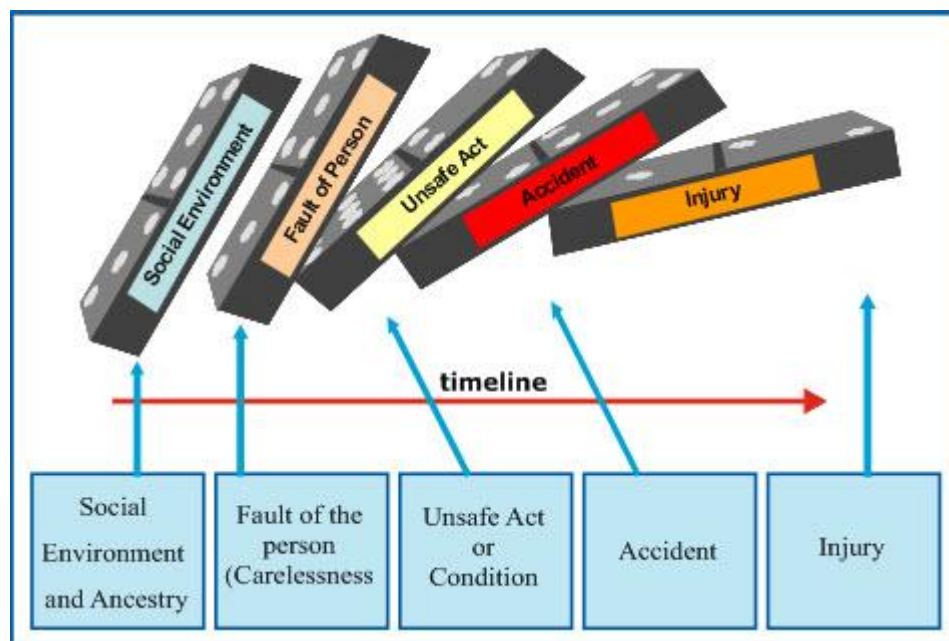 Social Environment
Fault of Person
Unsafe Act
Accident
Injury
timeline
Social
Environment
and Ancestry
Fault of the
person
(Carelessness
Unsafe Act
or
Condition
Accident
Injury